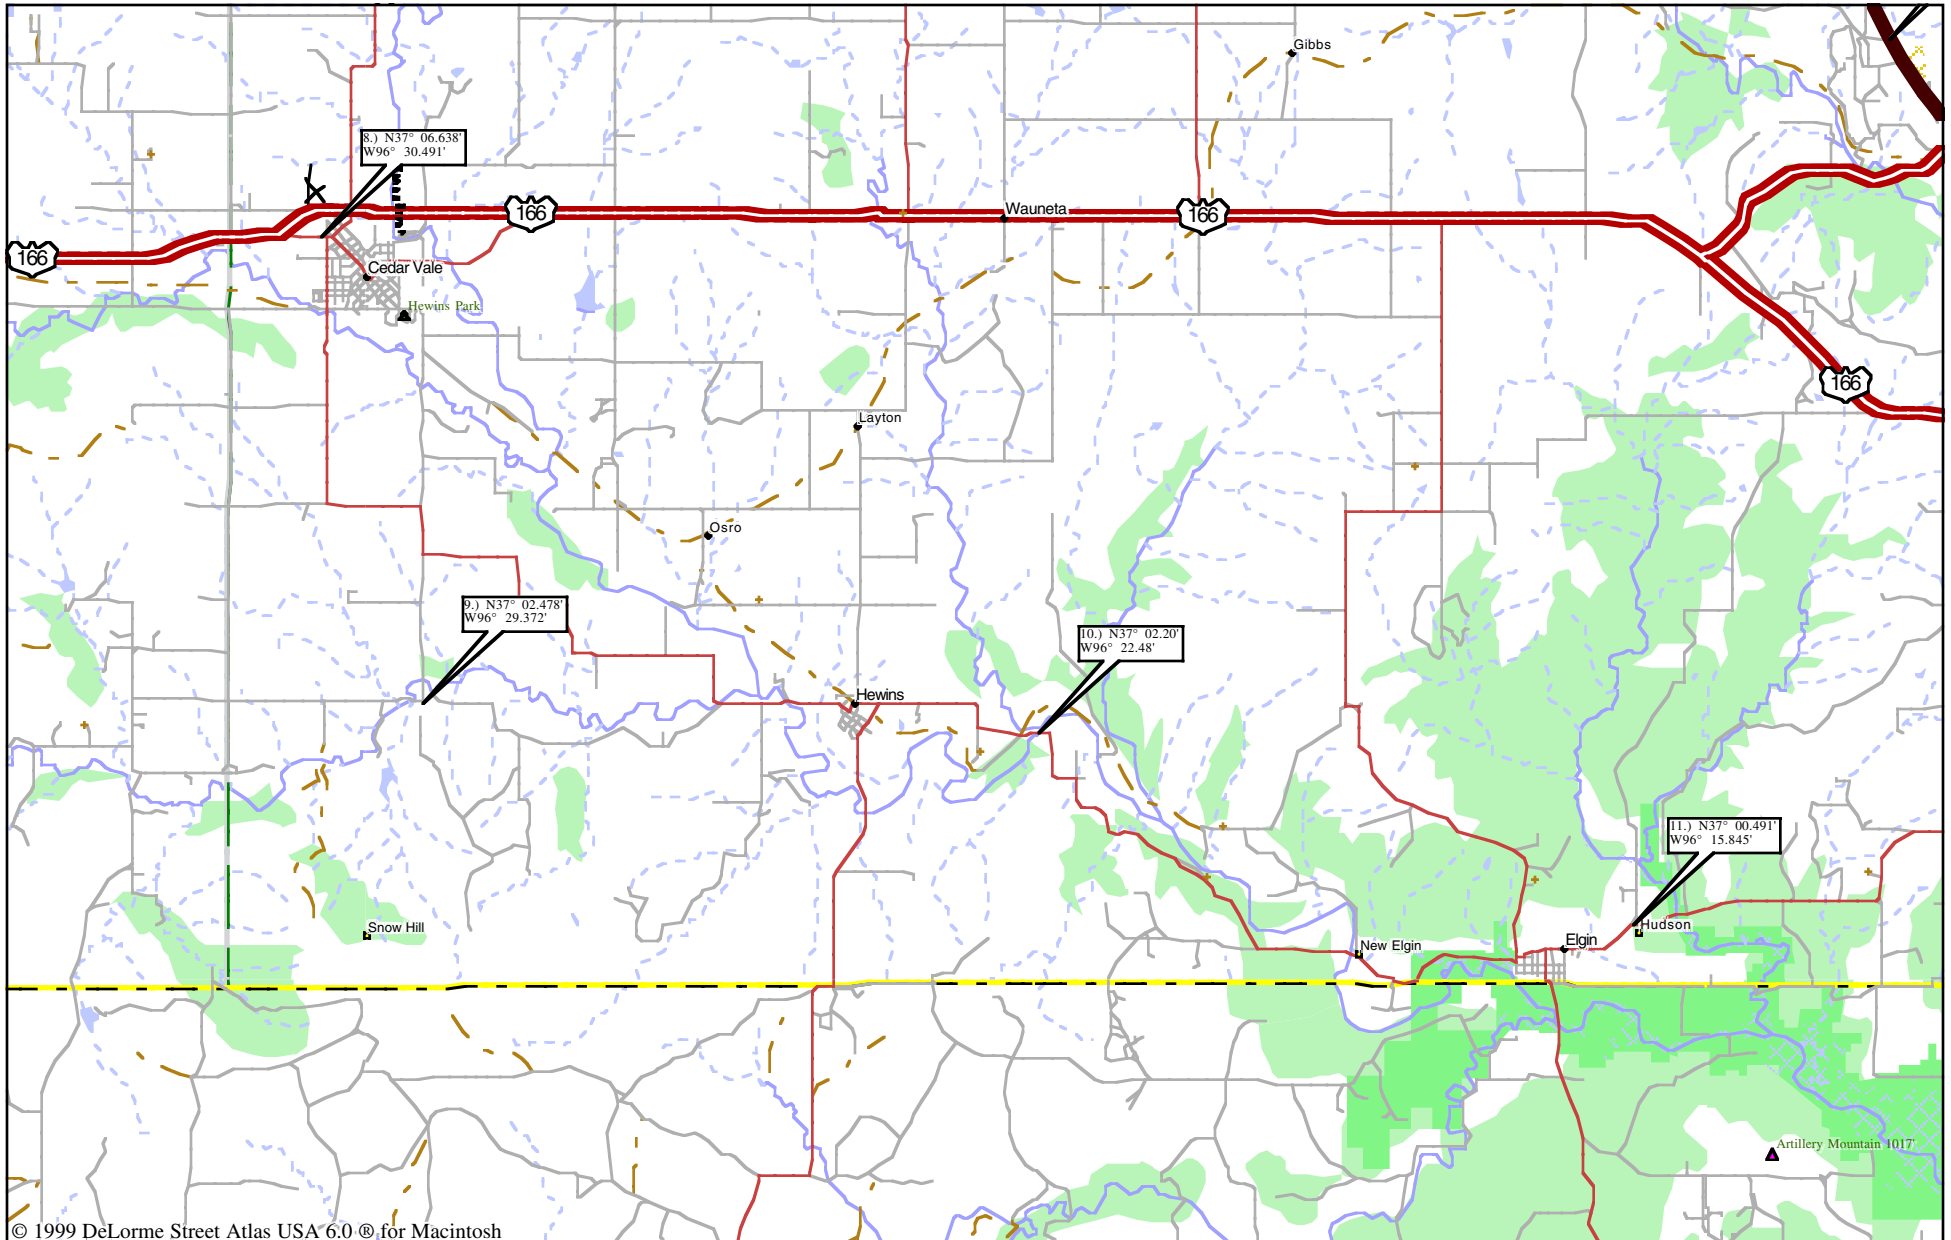 Gibbs
8.) N37° 06.638'
W96° 30.491'
166
Wauneta
166
166
Cedar Vale
Hewins Park
166
Layton
Osro
9.) N37° 02.478'
W96° 29.372'
10.) N37° 02.20'
W96° 22.48'
Hewins
11.) N37° 00.491'
W96° 15.845'
Snow Hill
Hudson
New Elgin
Elgin
Artillery Mountain 1017'
© 1999 DeLorme Street Atlas USA 6.0 ® for Macintosh